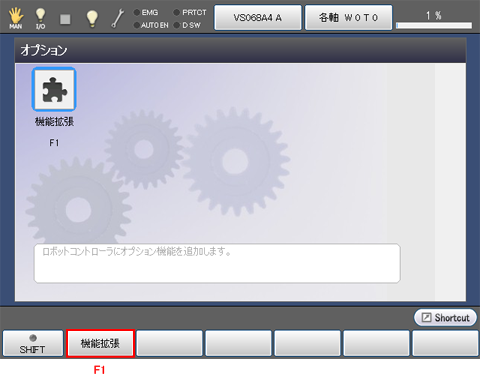 MAN
I/O
EMG
AUTO EN
PRTCT
D SW
VS068A4 A
各軸 W0T0
1 %
オプション
機能拡張
F1
ロボットコントローラにオプション機能を追加します。
Shortcut
SHIFT
機能拡張
F1